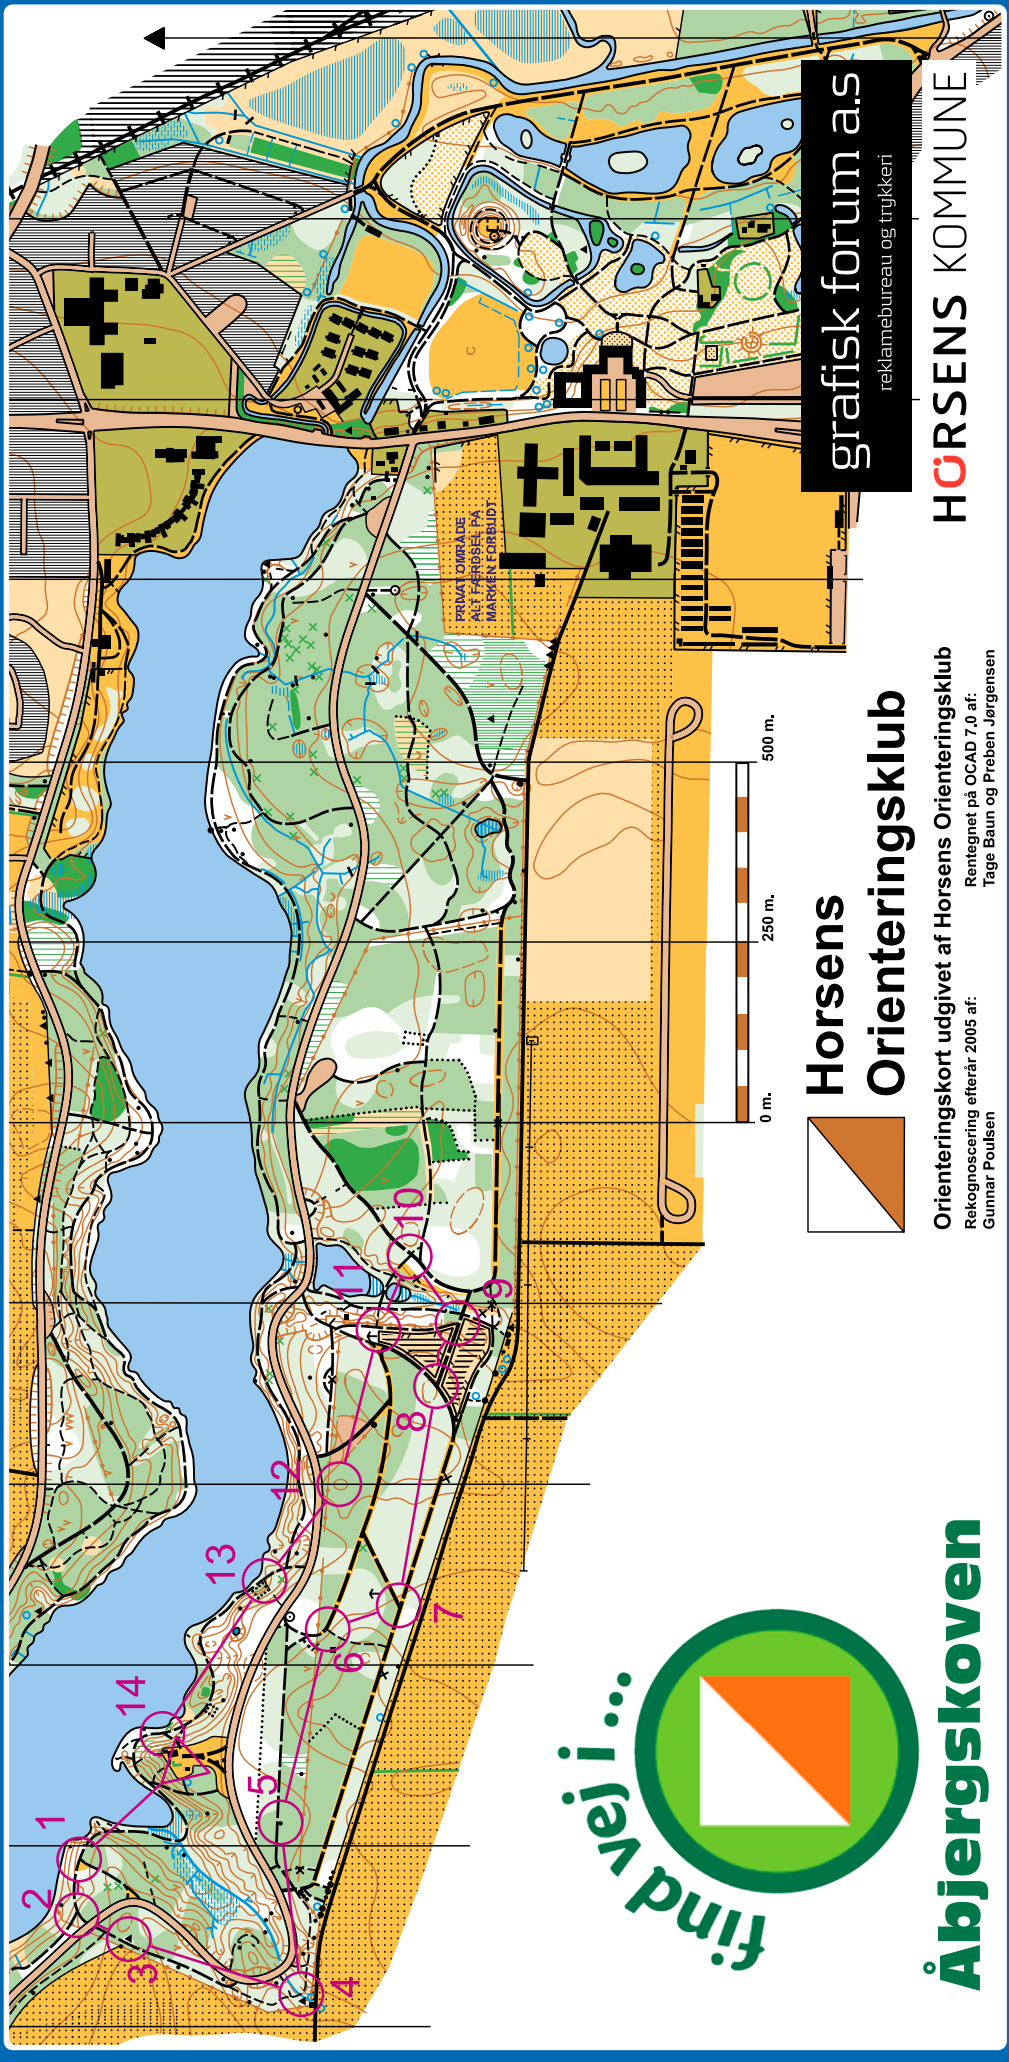 grafisk forum a.s
reklamebureau og trykkeri
HORSENS KOMMUNE
PRIVAT OMRÅDE
ALT FÆRDSEL PÅ
MARKEN FORBUDT
0 m.
250 m.
500 m.
Horsens
Orienteringsklub
Orienteringskort udgivet af Horsens Orienteringsklub
Rekognoscering efterår 2005 af:
Gunnar Poulsen
Rentegnet på OCAD 7.0 af:
Tage Baun og Preben Jørgensen
find vej i...
Åbjergskoven
1
2
3
4
5
6
7
8
9
10
11
12
13
14